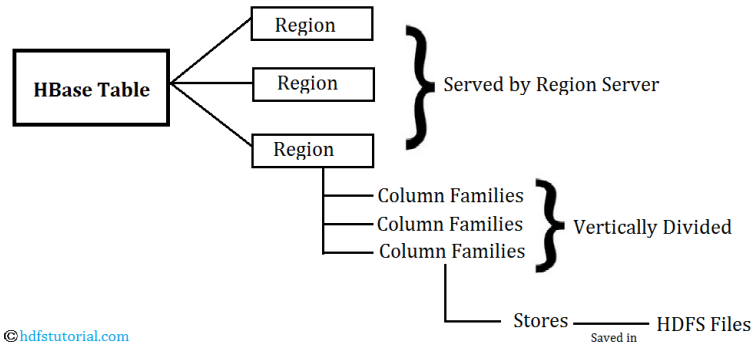 Region
HBase Table
Region
Served by Region Server
Region
Column Families
Column Families
Vertically Divided
Column Families
Stores
Saved in
HDFS Files
©hdfstutorial.com